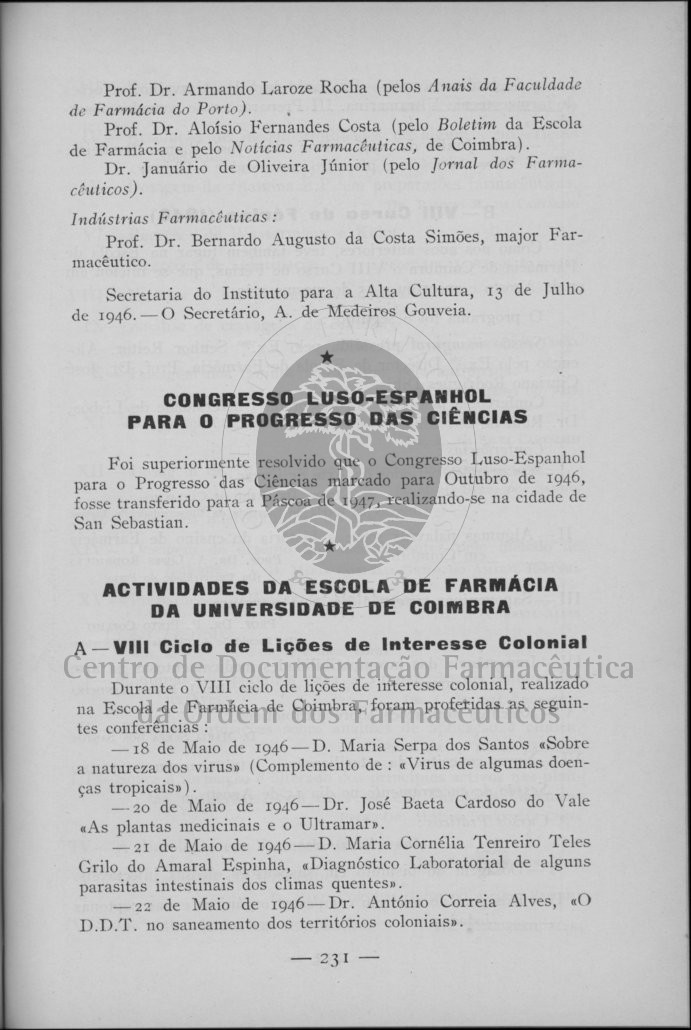 Prof. Dr. Armando Laroze Rocha (pelos Anais da Faculdade
de Farmácia do Porto).
Prof. Dr. Aloísio Fernandes Costa (pelo Boletim da Escola
de Farmácia e pelo Notícias Farmacêuticas, de Coimbra).
Dr. Januário de Oliveira Júnior (pelo Jornal dos Farma-
cêuticos).
Indústrias Farmacêuticas :
Prof. Dr. Bernardo Augusto da Costa Simões, major Far-
macêutico.
Secretaria do Instituto para a Alta Cultura, 13 de Julho
de 1946. — O Secretário, A. de Medeiros Gouveia.
★
CONGRESSO LUSO-ESPANHOL
PARA O PROGRESSO DAS CIÊNCIAS
Foi superiormente resolvido que o Congresso Luso-Espanhol
para o Progresso das Ciências marcado para Outubro de 1946,
fosse transferido para a Páscoa de 1947, realizando-se na cidade de
San Sebastian.
★
ACTIVIDADES DA ESCOLA DE FARMÁCIA
DA UNIVERSIDADE DE COIMBRA
A — VIII Ciclo de Lições de Interesse Colonial
Centro de Documentação Farmacêutica
da Ordem dos Farmacêuticos
Durante o VIII ciclo de lições de interesse colonial, realizado
na Escola de Farmácia de Coimbra, foram proferidas as seguin-
tes conferências :
— 18 de Maio de 1946 — D. Maria Serpa dos Santos «Sobre
a natureza dos virus» (Complemento de : «Virus de algumas doen-
ças tropicais»).
— 20 de Maio de 1946 — Dr. José Baeta Cardoso do Vale
«As plantas medicinais e o Ultramar».
— 21 de Maio de 1946 — D. Maria Cornélia Tenreiro Teles
Grilo do Amaral Espinha, «Diagnóstico Laboratorial de alguns
parasitas intestinais dos climas quentes».
— 22 de Maio de 1946 — Dr. António Correia Alves, «O
D.D.T. no saneamento dos territórios coloniais».
— 231 —